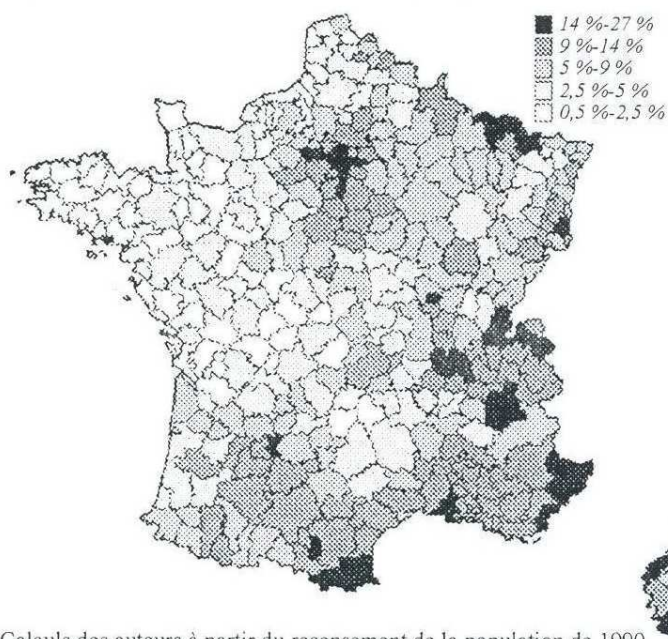 14 %-27 %
9 %-14 %
5 %-9 %
2,5 %-5 %
0,5 %-2,5 %
Calculs des auteurs à partir du recensement de la population de 1990